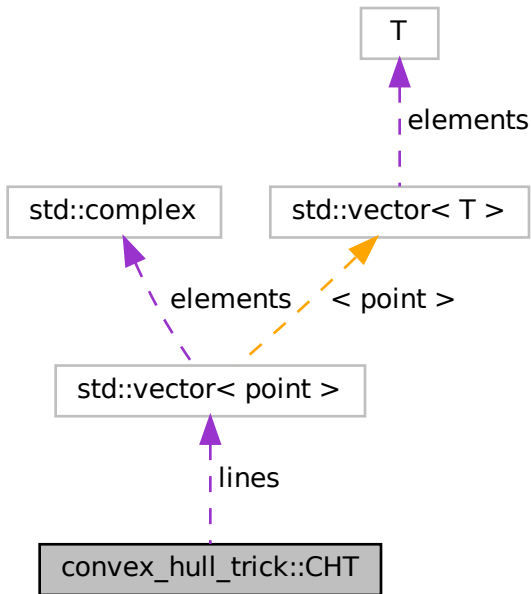 T
elements
std::complex
std::vector< T >
elements
< point >
std::vector< point >
lines
convex_hull_trick::CHT